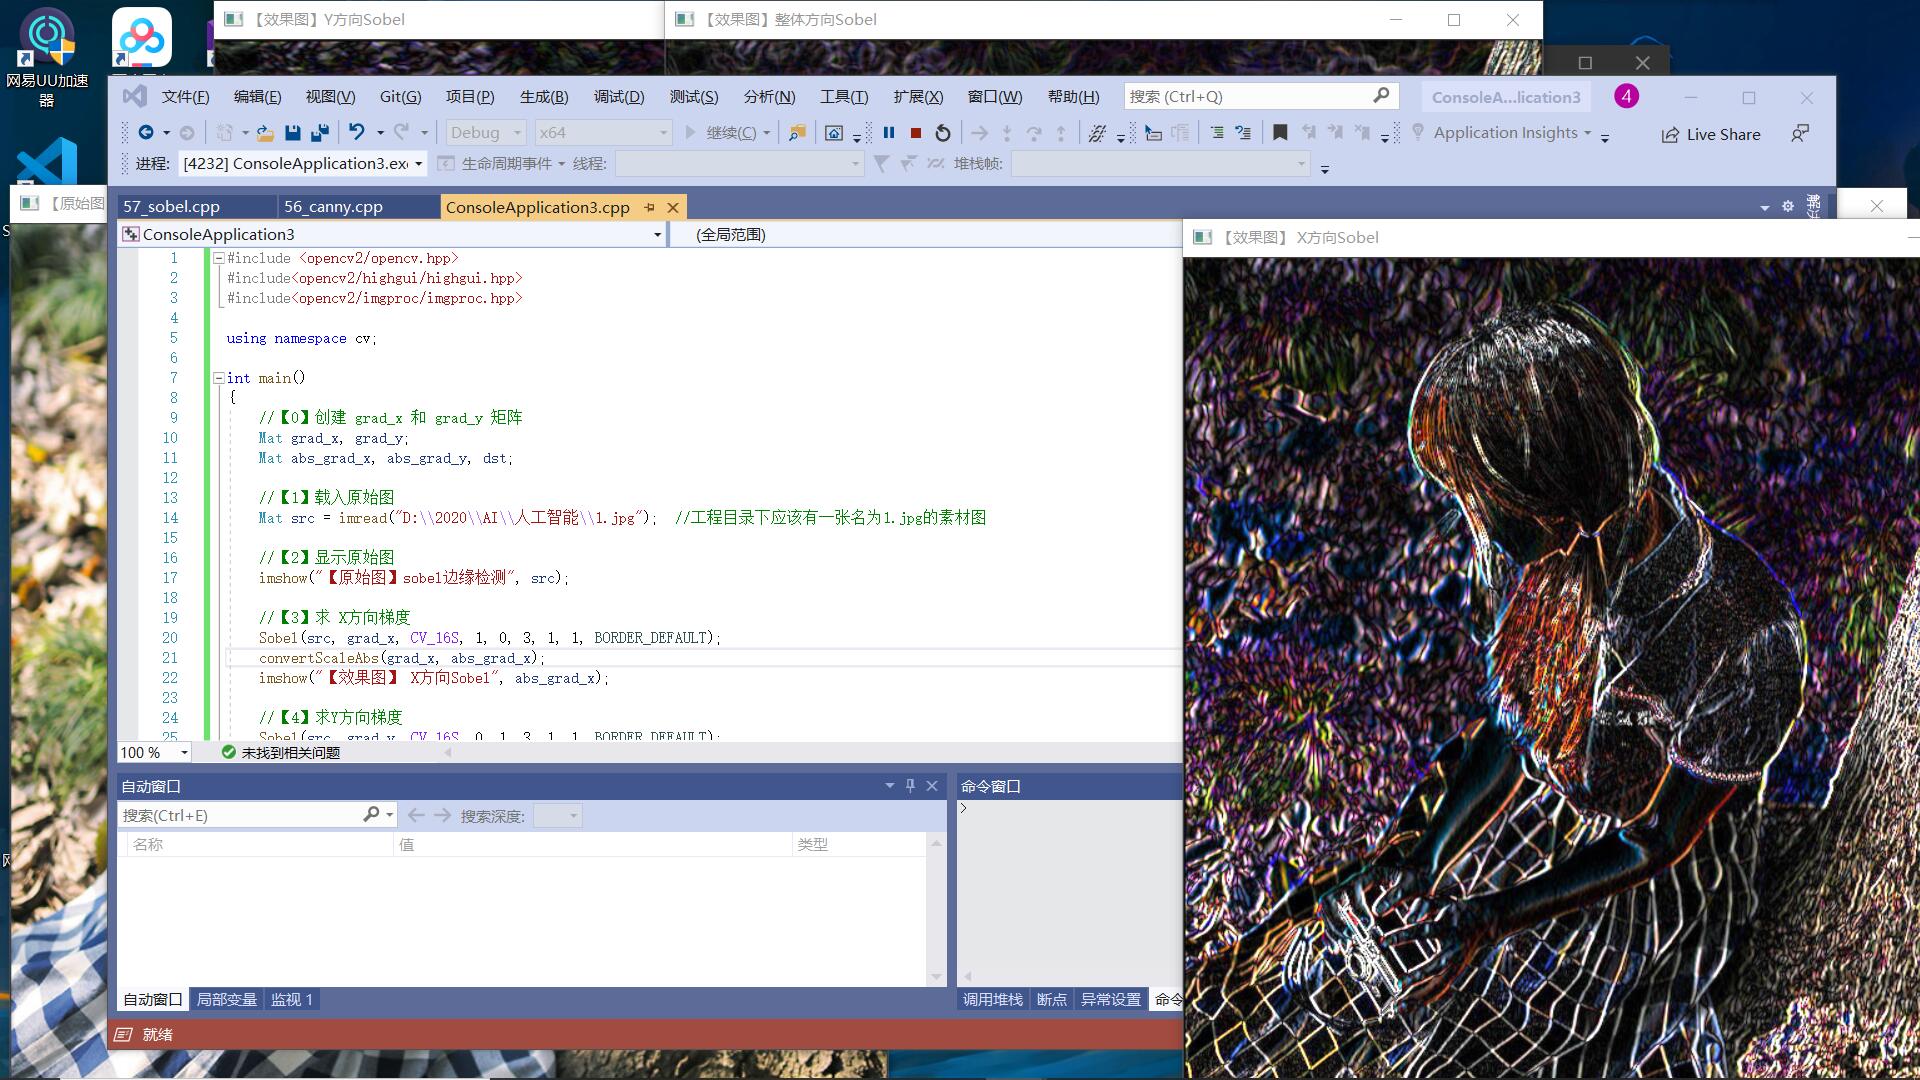 网易UU加速器
【效果图】Y方向Sobel
【效果图】整体方向Sobel
文件(F) 编辑(E) 视图(V) Git(G) 项目(P) 生成(B) 调试(D) 测试(S) 分析(N) 工具(T) 扩展(X) 窗口(W) 帮助(H) 搜索 (Ctrl+Q) ConsoleA...lication3 4
Debug x64 继续(C) Application Insights Live Share
进程: [4232] ConsoleApplication3.exe 生命周期事件 线程: 堆栈帧:
【原始图
57_sobel.cpp 56_canny.cpp ConsoleApplication3.cpp
ConsoleApplication3 (全局范围)
【效果图】 X方向Sobel
1 #include <opencv2/opencv.hpp>
2 #include<opencv2/highgui/highgui.hpp>
3 #include<opencv2/imgproc/imgproc.hpp>
4
5 using namespace cv;
6
7 int main()
8 {
9 //【0】创建 grad_x 和 grad_y 矩阵
10 Mat grad_x, grad_y;
11 Mat abs_grad_x, abs_grad_y, dst;
12
13 //【1】载入原始图
14 Mat src = imread("D:\\2020\\AI\\人工智能\\1.jpg"); //工程目录下应该有一张名为1.jpg的素材图
15
16 //【2】显示原始图
17 imshow("【原始图】sobel边缘检测", src);
18
19 //【3】求 X方向梯度
20 Sobel(src, grad_x, CV_16S, 1, 0, 3, 1, 1, BORDER_DEFAULT);
21 convertScaleAbs(grad_x, abs_grad_x);
22 imshow("【效果图】 X方向Sobel", abs_grad_x);
23
24 //【4】求Y方向梯度
25 Sobel(src, grad_y, CV_16S, 0, 1, 3, 1, 1, BORDER_DEFAULT);
100 % 未找到相关问题
自动窗口
搜索(Ctrl+E) 搜索深度:
名称 值 类型
自动窗口 局部变量 监视 1
命令窗口
>
调用堆栈 断点 异常设置 命令
就绪